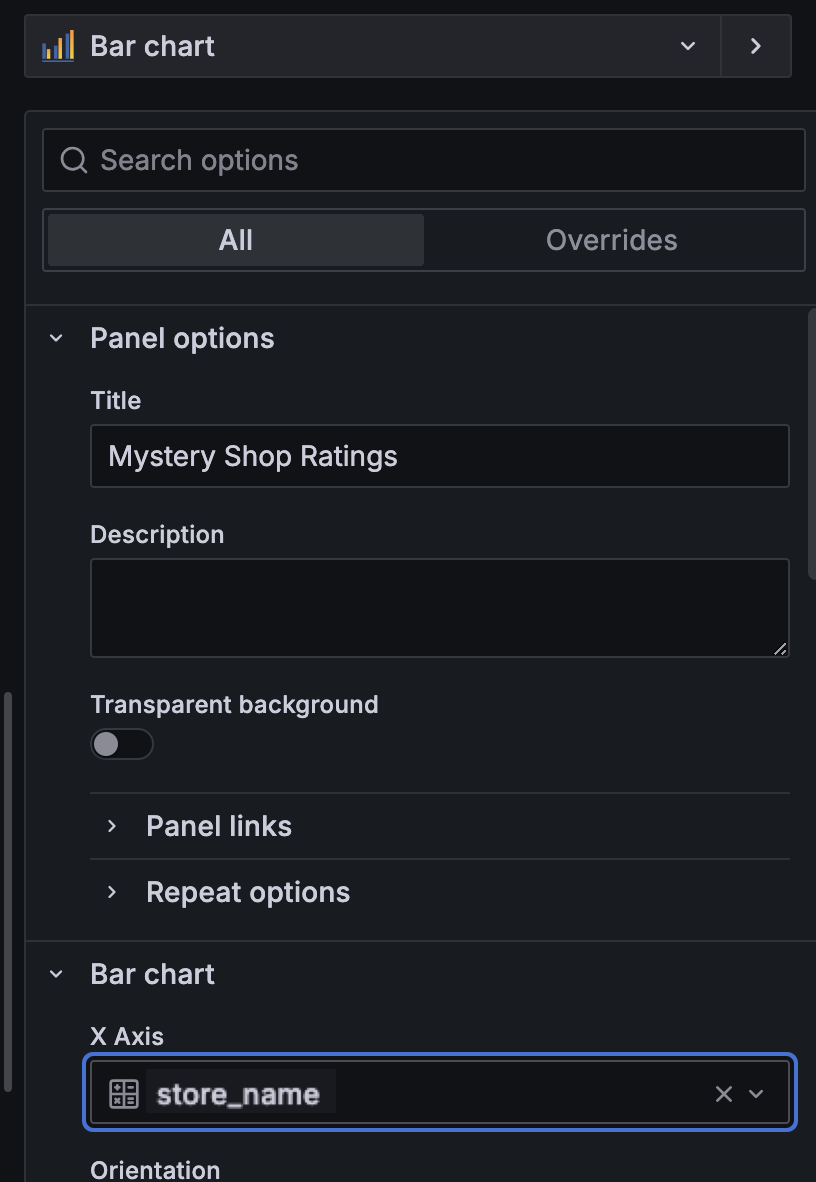 Bar chart
Search options
All
Overrides
Panel options
Title
Mystery Shop Ratings
Description
Transparent background
Panel links
Repeat options
Bar chart
X Axis
store_name
Orientation